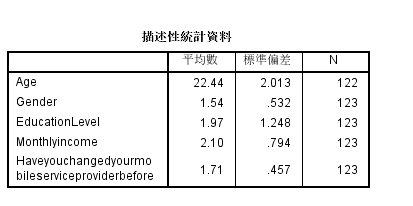 描述性統計資料
平均數 標準偏差 N
Age 22.44 2.013 122
Gender 1.54 .532 123
EducationLevel 1.97 1.248 123
Monthlyincome 2.10 .794 123
Haveyouchangedyourmo
bileserviceproviderbefore 1.71 .457 123